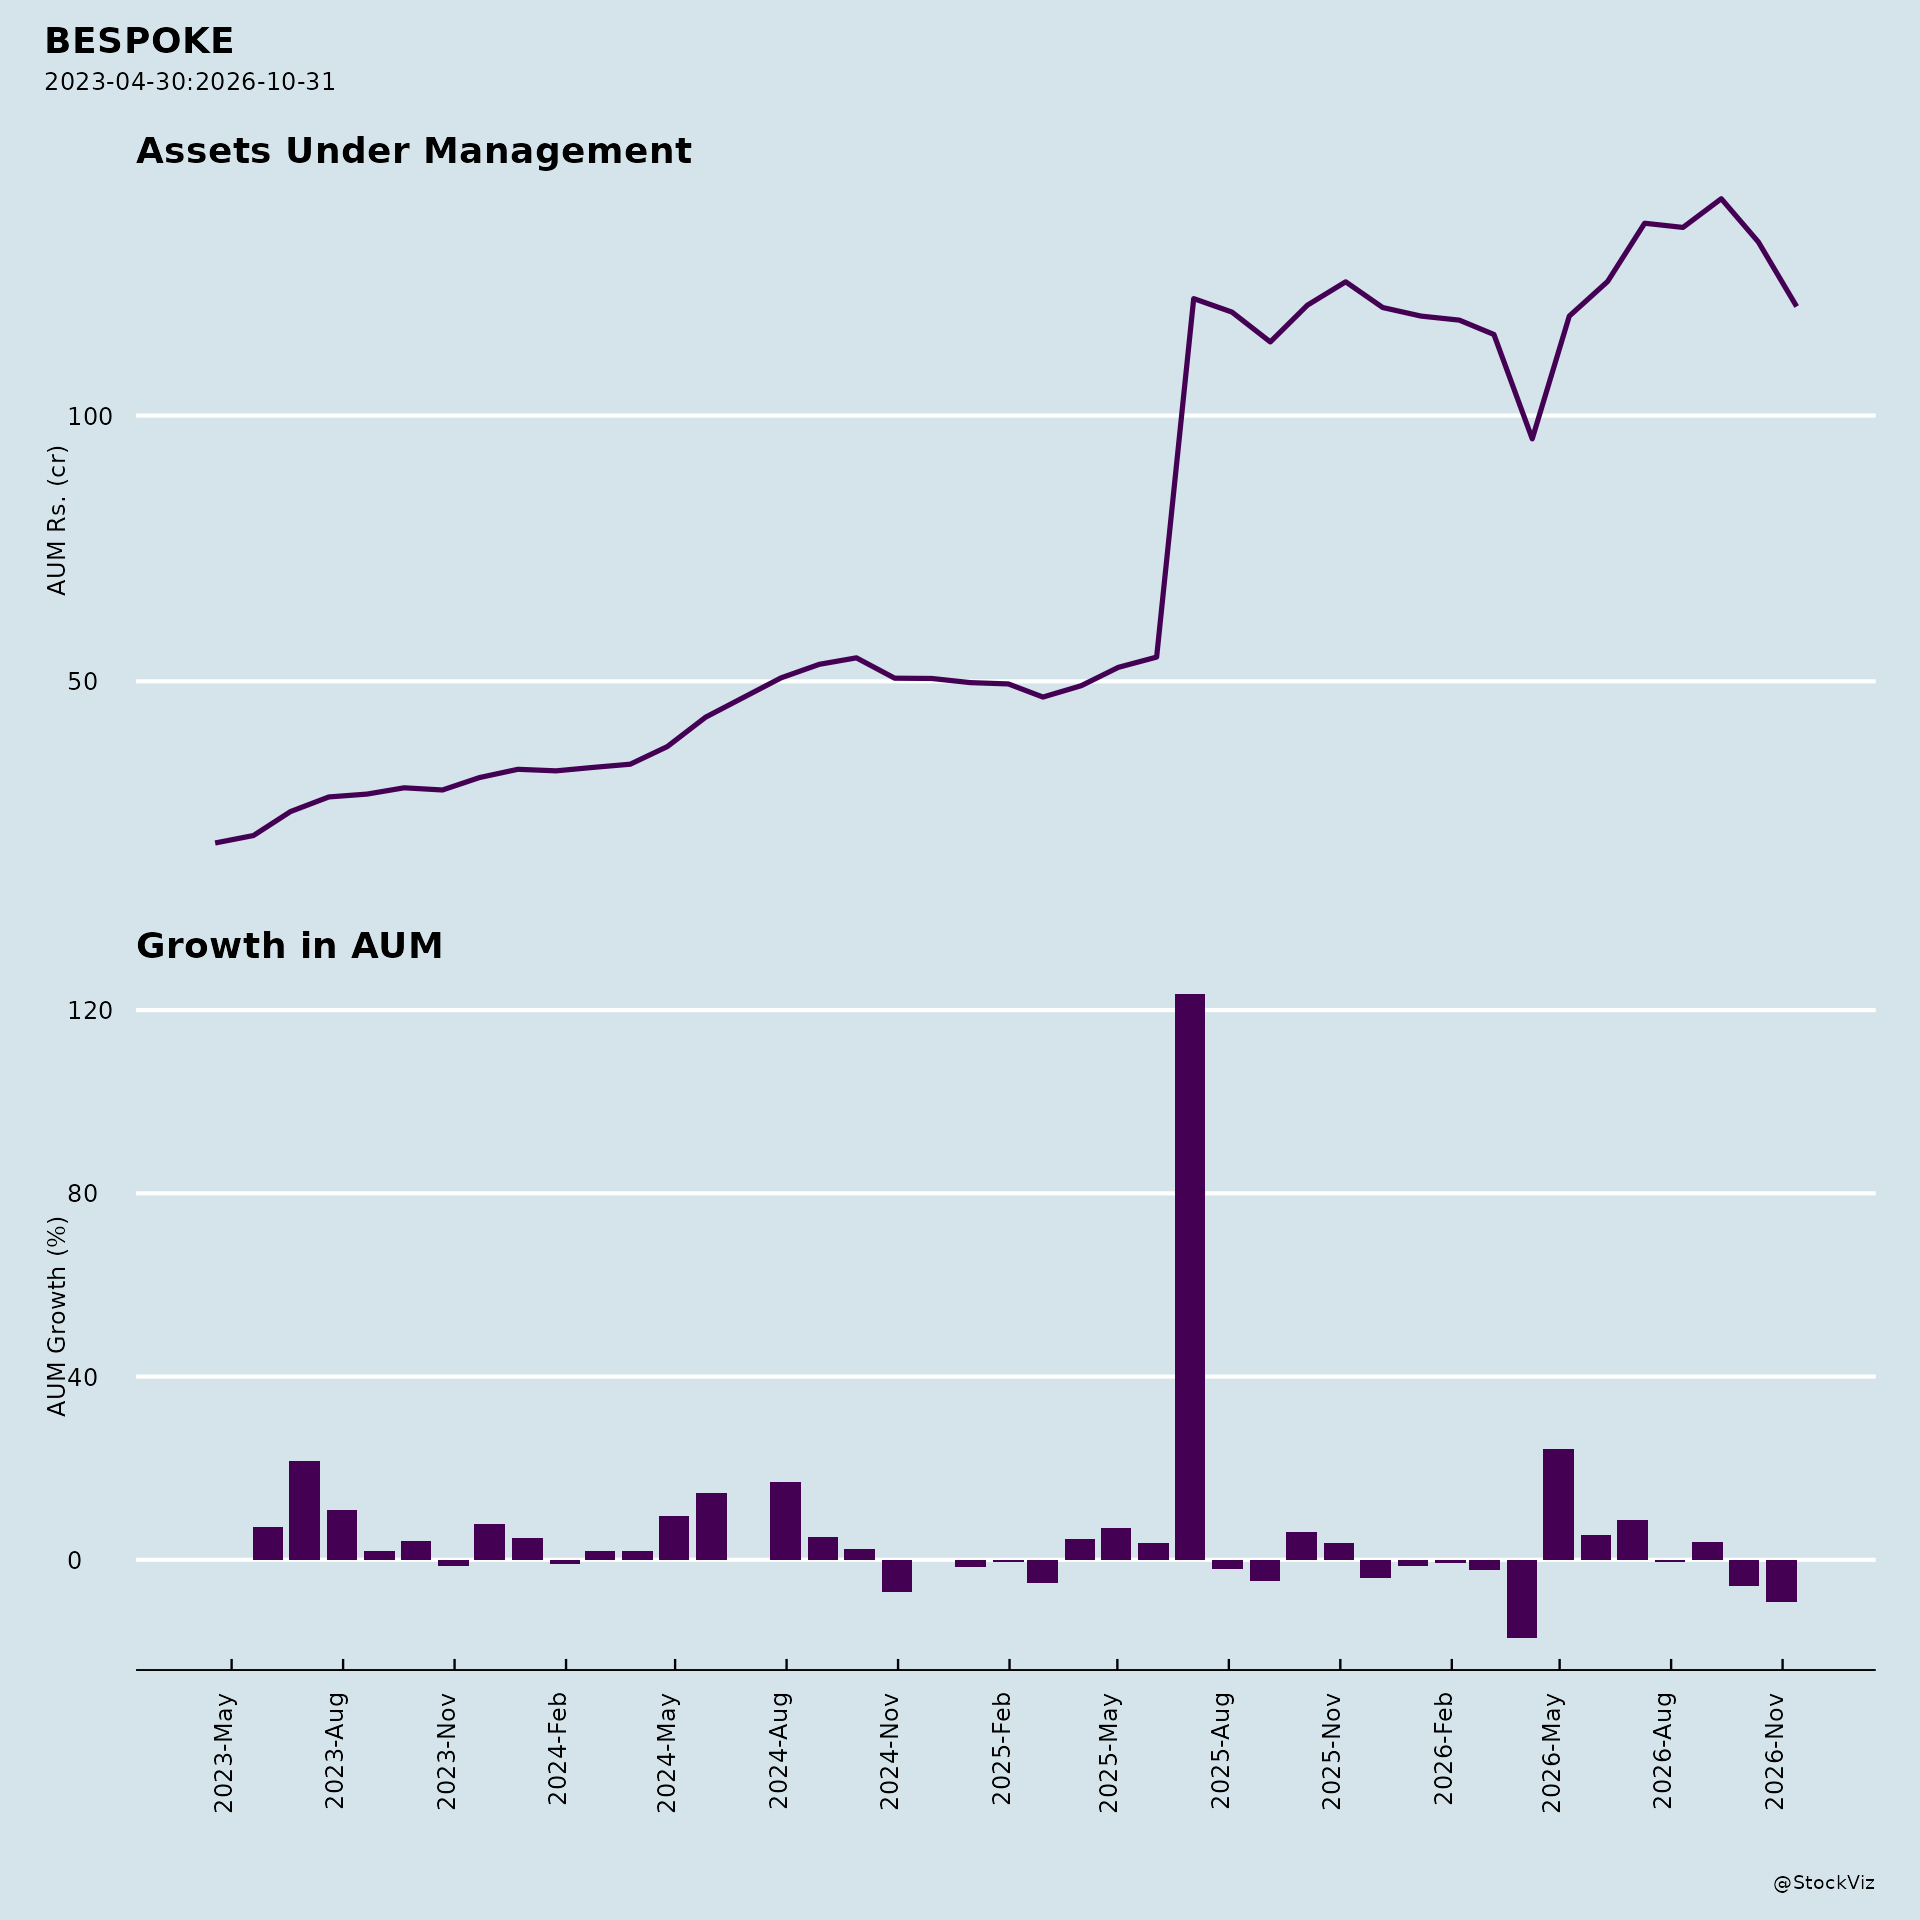 BESPOKE
2023-04-30:2026-10-31
Assets Under Management
100
50
AUM Rs. (cr)
Growth in AUM
120
80
40
0
AUM Growth (%)
2023-May
2023-Aug
2023-Nov
2024-Feb
2024-May
2024-Aug
2024-Nov
2025-Feb
2025-May
2025-Aug
2025-Nov
2026-Feb
2026-May
2026-Aug
2026-Nov
@StockViz